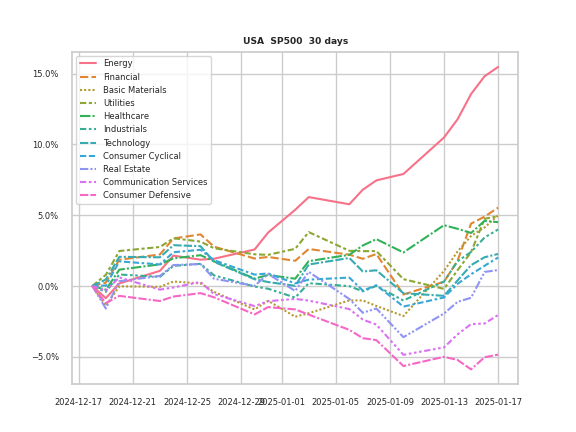 USA SP500 30 days
Energy
Financial
Basic Materials
Utilities
Healthcare
Industrials
Technology
Consumer Cyclical
Real Estate
Communication Services
Consumer Defensive
15.0%
10.0%
5.0%
0.0%
−5.0%
2024-12-17 2024-12-21 2024-12-25 2024-12-29 2025-01-01 2025-01-05 2025-01-09 2025-01-13 2025-01-17